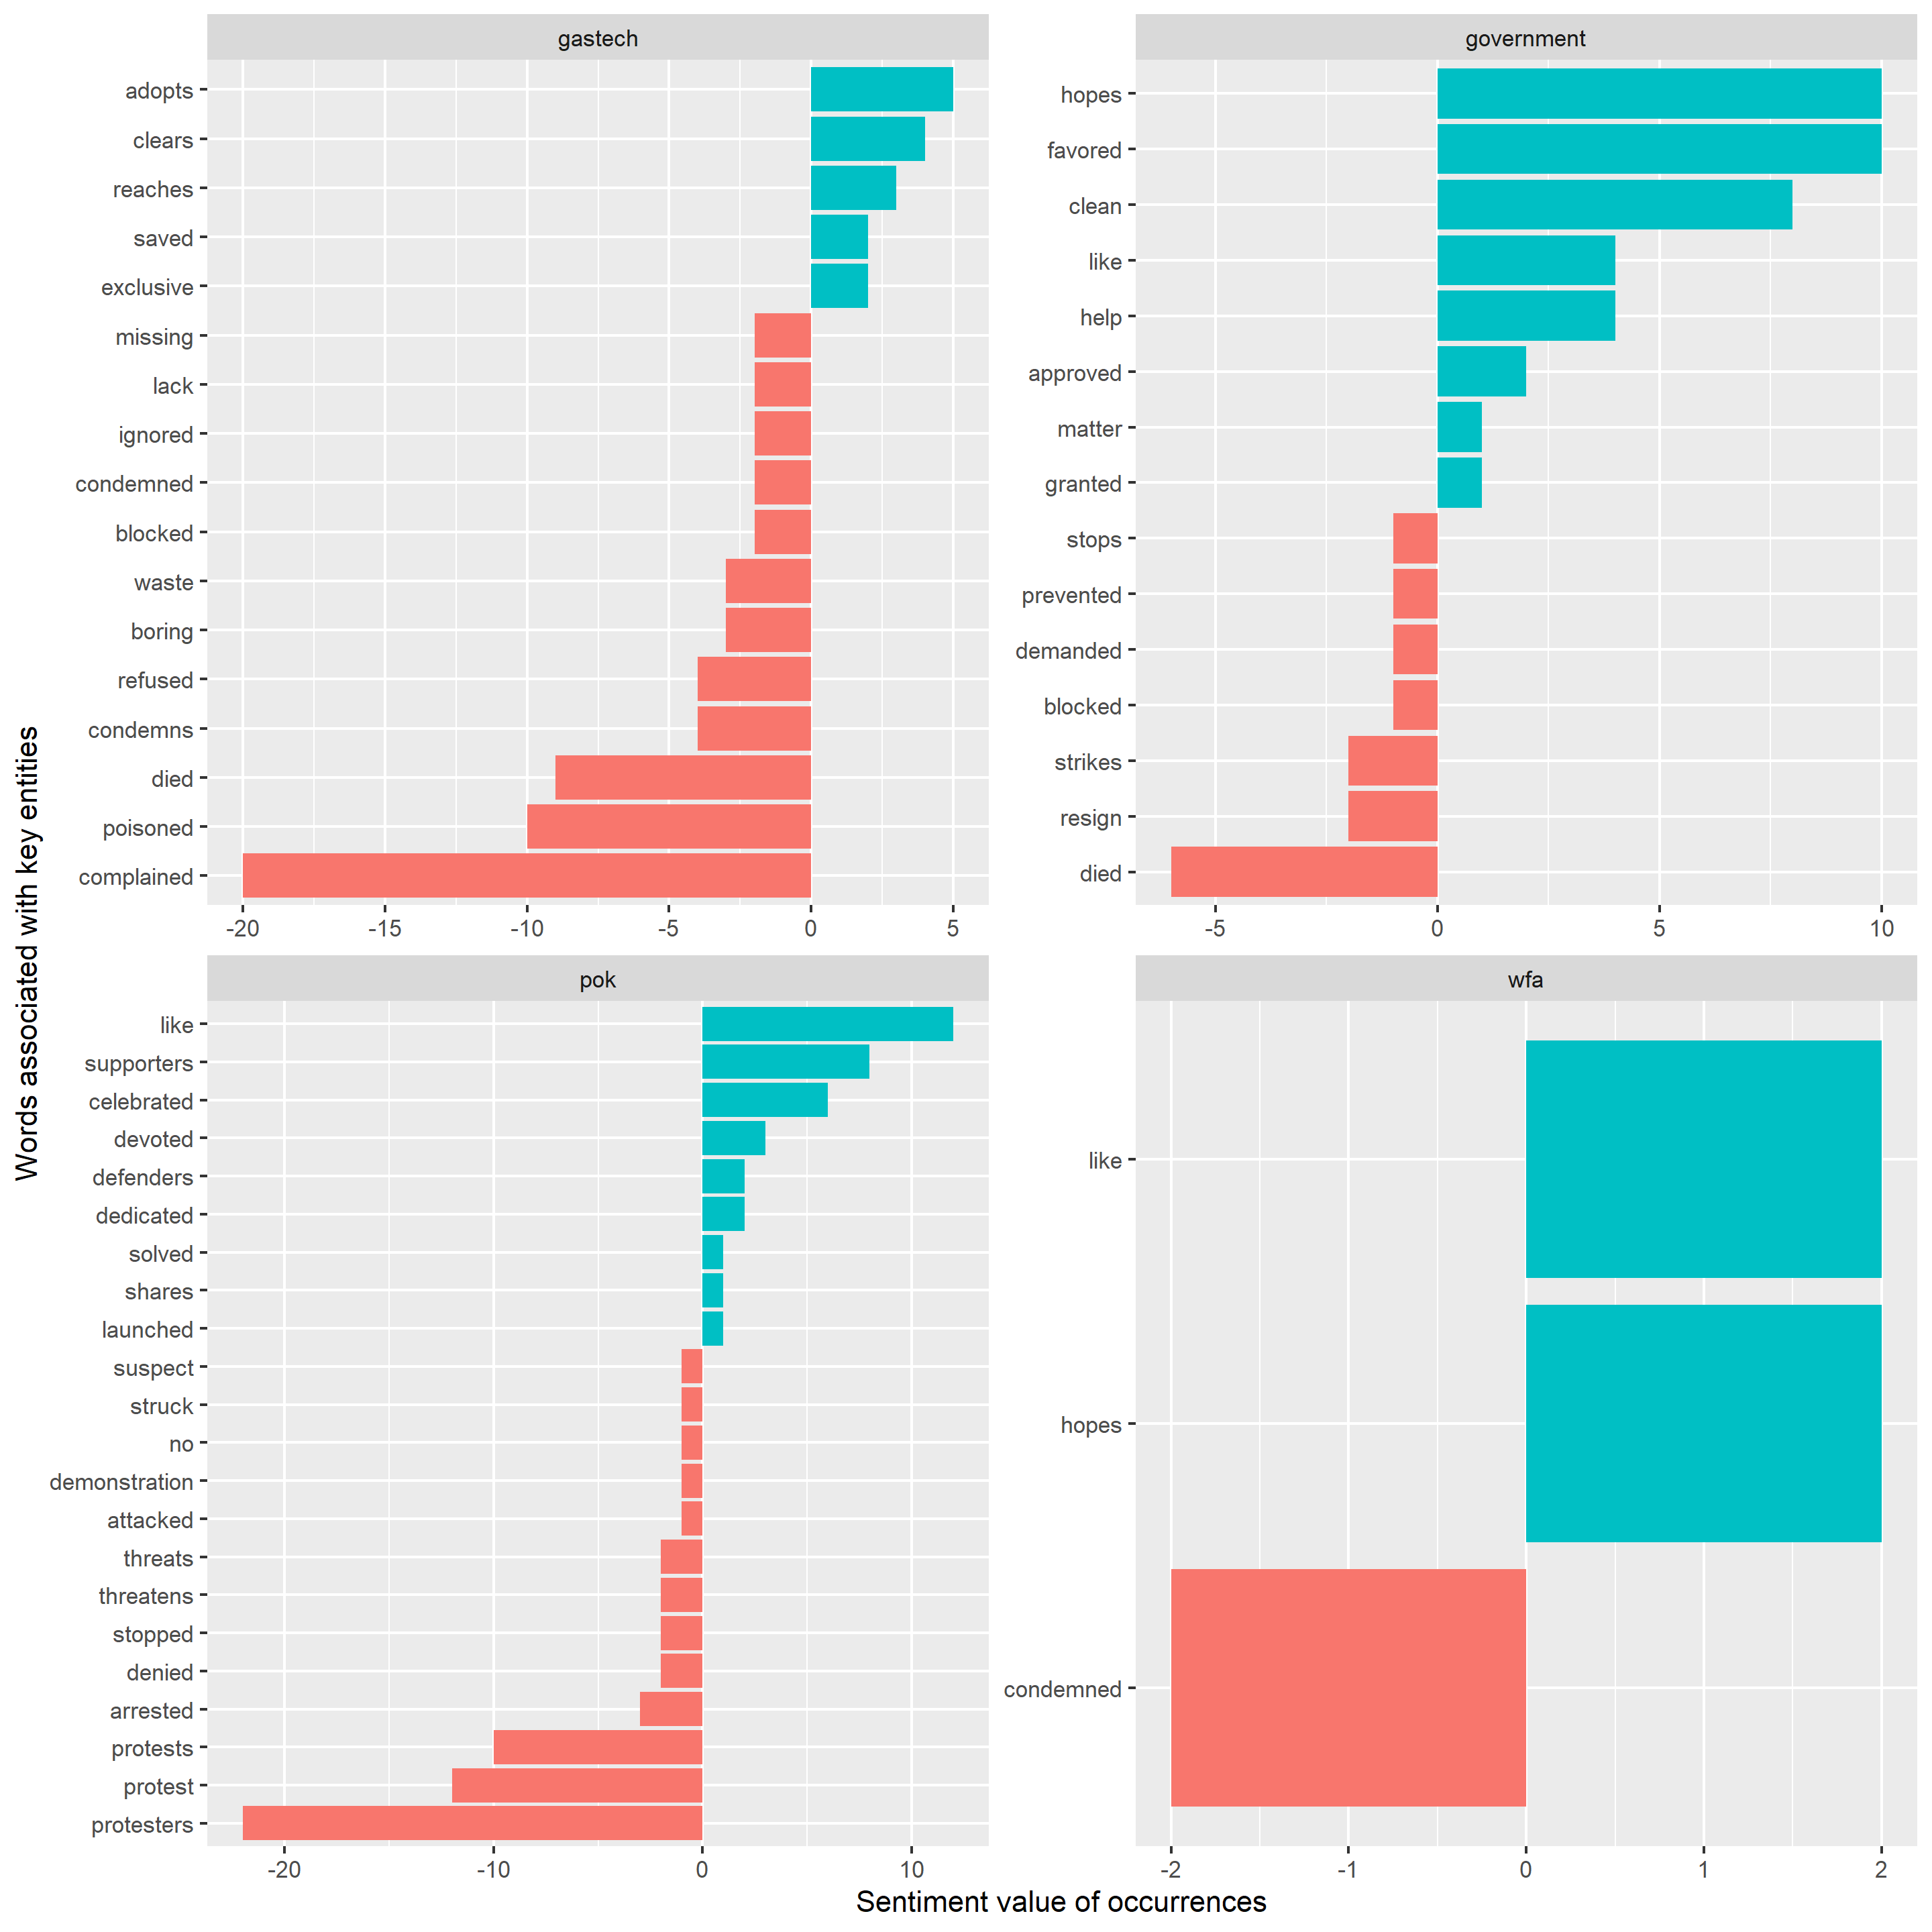 gastech
adopts
clears
reaches
saved
exclusive
missing
lack
ignored
condemned
blocked
waste
boring
refused
condemns
died
poisoned
complained
-20 -15 -10 -5 0 5
government
hopes
favored
clean
like
help
approved
matter
granted
stops
prevented
demanded
blocked
strikes
resign
died
-5 0 5 10
pok
like
supporters
celebrated
devoted
defenders
dedicated
solved
shares
launched
suspect
struck
no
demonstration
attacked
threats
threatens
stopped
denied
arrested
protests
protest
protesters
-20 -10 0 10
wfa
like
hopes
condemned
-2 -1 0 1 2
Words associated with key entities
Sentiment value of occurrences